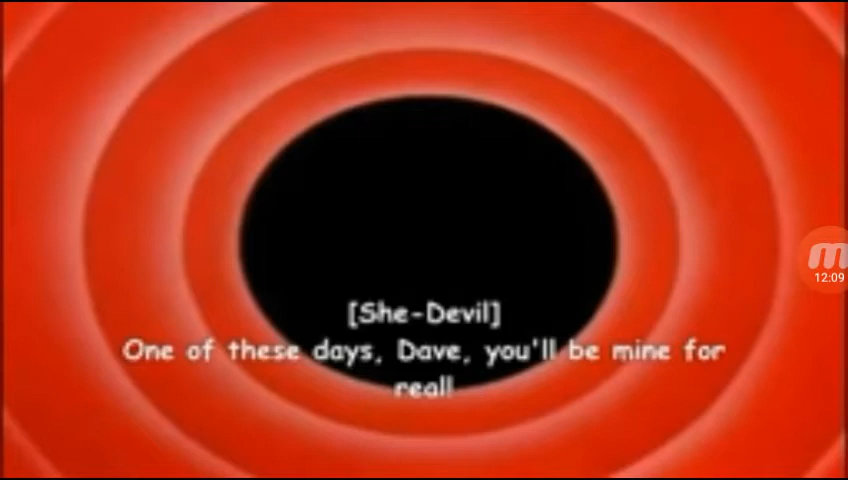 [She-Devil]
One of these days, Dave, you'll be mine for
real!
m
12:09